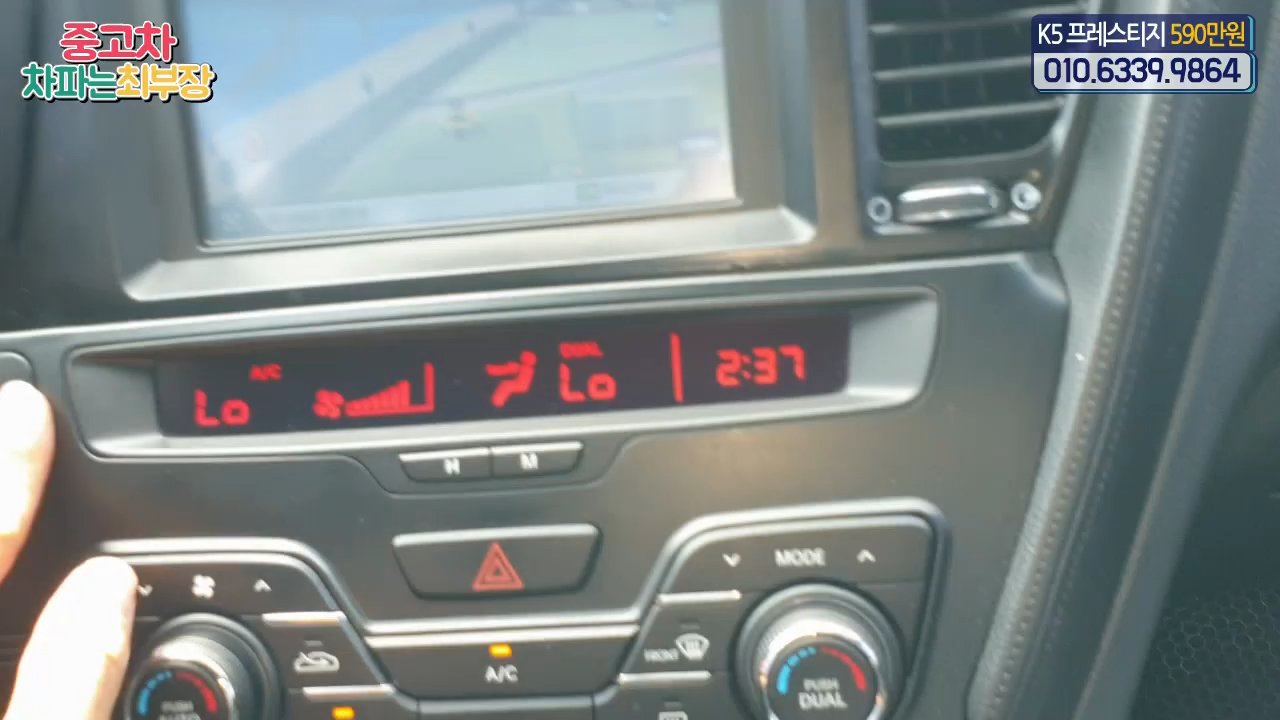 중고차
차파는최부장
K5 프레스티지 590만원
010.6339.9864
A/C
Lo
DUAL
Lo
2:37
H M
MODE
A/C
FRONT
PUSH
DUAL
PUSH